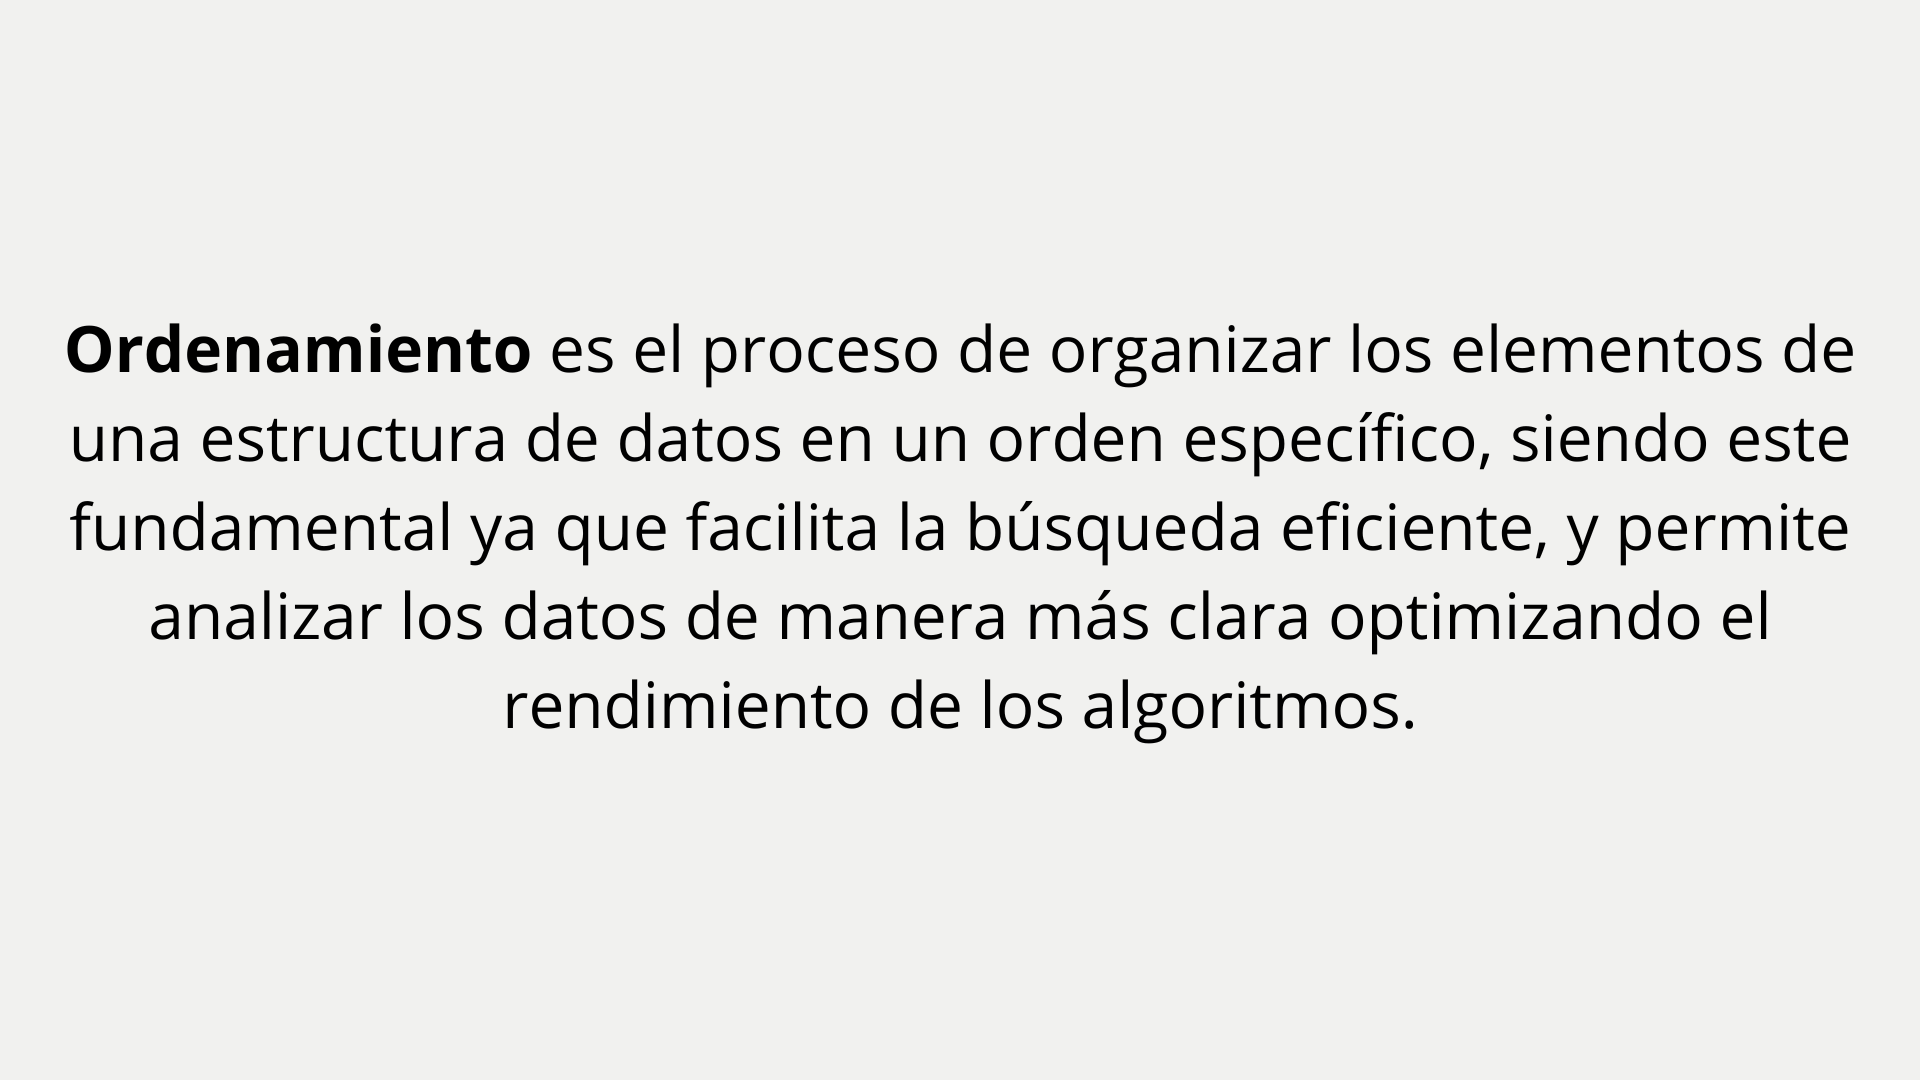 Ordenamiento es el proceso de organizar los elementos de
una estructura de datos en un orden específico, siendo este
fundamental ya que facilita la búsqueda eficiente, y permite
analizar los datos de manera más clara optimizando el
rendimiento de los algoritmos.